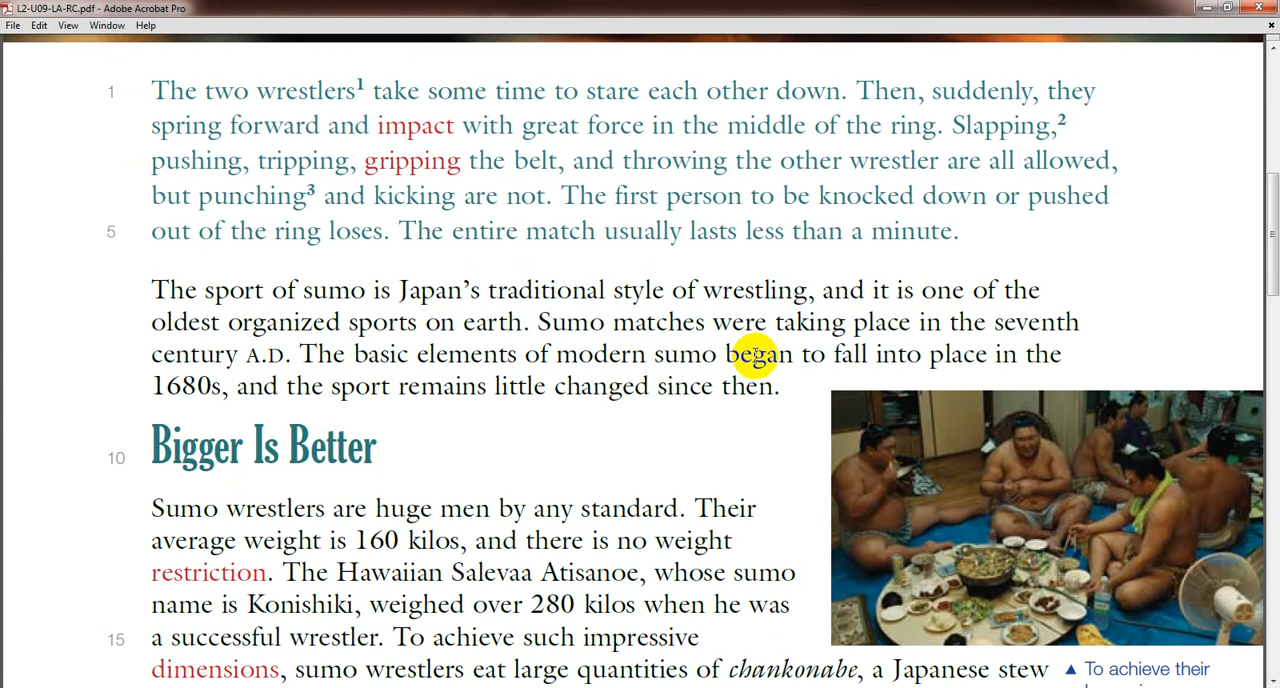 L2-U09-LA-RC.pdf - Adobe Acrobat Pro
File Edit View Window Help
1 The two wrestlers¹ take some time to stare each other down. Then, suddenly, they
spring forward and impact with great force in the middle of the ring. Slapping,²
pushing, tripping, gripping the belt, and throwing the other wrestler are all allowed,
but punching³ and kicking are not. The first person to be knocked down or pushed
5 out of the ring loses. The entire match usually lasts less than a minute.
The sport of sumo is Japan's traditional style of wrestling, and it is one of the
oldest organized sports on earth. Sumo matches were taking place in the seventh
century A.D. The basic elements of modern sumo began to fall into place in the
1680s, and the sport remains little changed since then.
10 Bigger Is Better
Sumo wrestlers are huge men by any standard. Their
average weight is 160 kilos, and there is no weight
restriction. The Hawaiian Salevaa Atisanoe, whose sumo
name is Konishiki, weighed over 280 kilos when he was
15 a successful wrestler. To achieve such impressive
dimensions, sumo wrestlers eat large quantities of chankonabe, a Japanese stew
▲ To achieve their